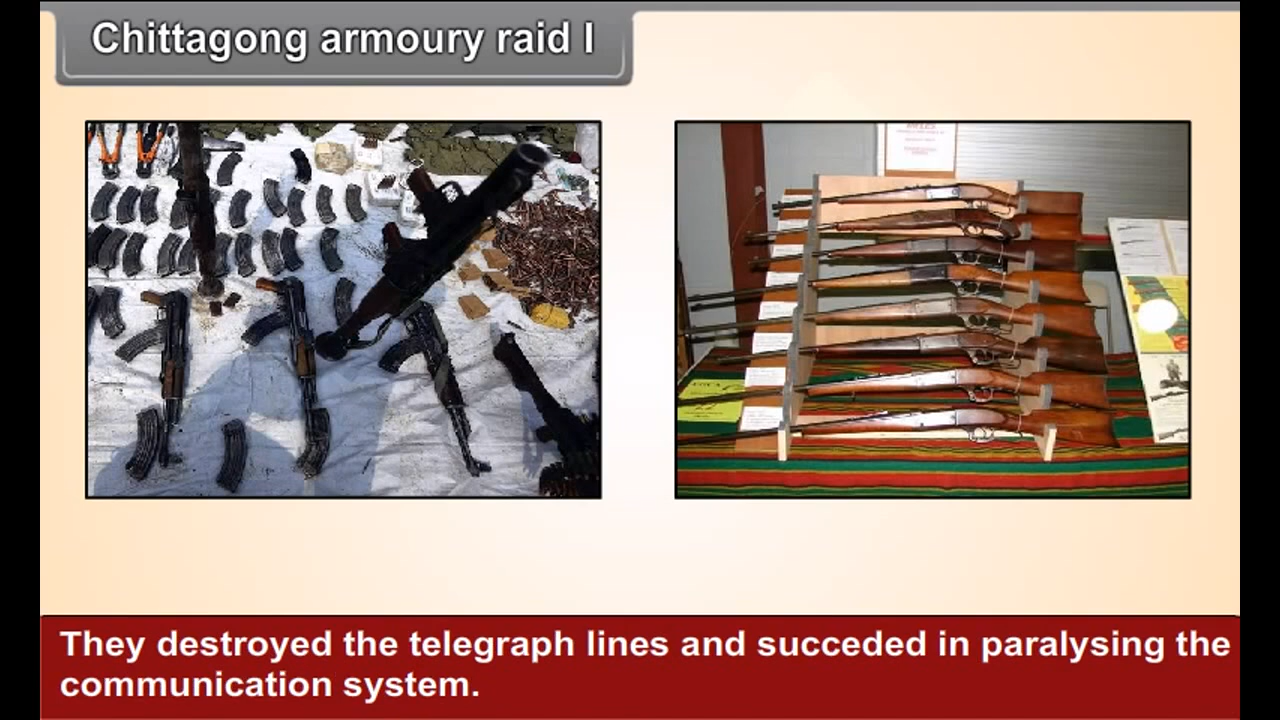 Chittagong armoury raid I
They destroyed the telegraph lines and succeded in paralysing the
communication system.